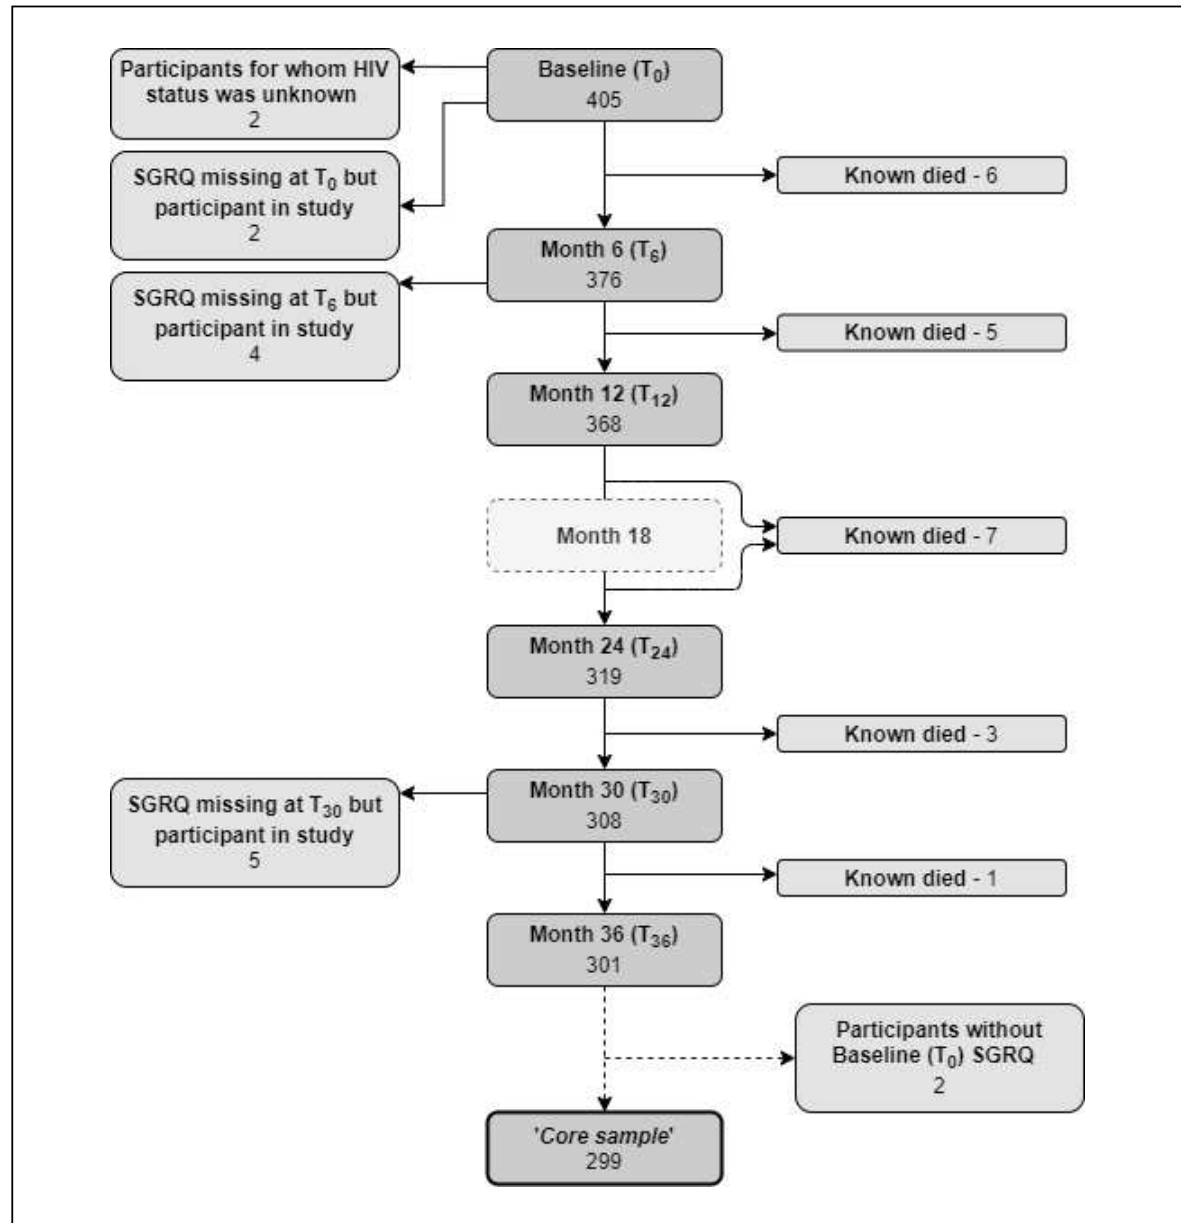 Participants for whom HIV
status was unknown
2
Baseline (T₀)
405
SGRQ missing at T₀ but
participant in study
2
Known died - 6
Month 6 (T₆)
376
SGRQ missing at T₆ but
participant in study
4
Known died - 5
Month 12 (T₁₂)
368
Month 18
Known died - 7
Month 24 (T₂₄)
319
Known died - 3
Month 30 (T₃₀)
308
SGRQ missing at T₃₀ but
participant in study
5
Known died - 1
Month 36 (T₃₆)
301
Participants without
Baseline (T₀) SGRQ
2
'Core sample'
299